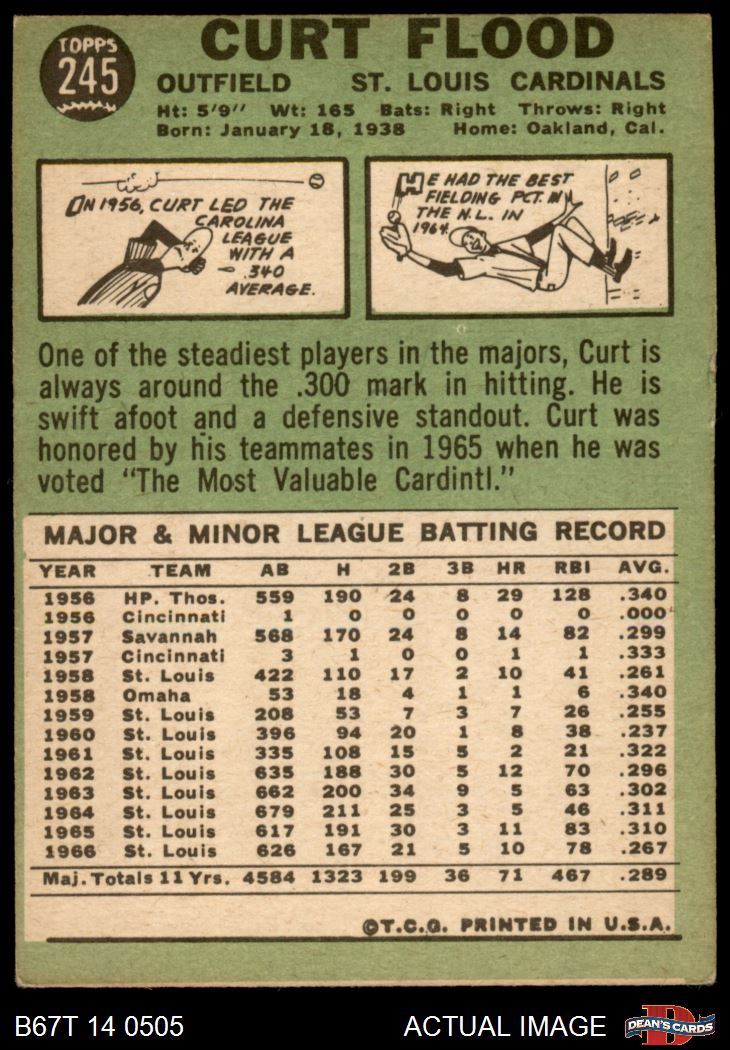 TOPPS
245
CURT FLOOD
OUTFIELD ST. LOUIS CARDINALS
Ht: 5'9" Wt: 165 Bats: Right Throws: Right
Born: January 18, 1938 Home: Oakland, Cal.
IN 1956, CURT LED THE
CAROLINA
LEAGUE
WITH A
.340
AVERAGE.
HE HAD THE BEST
FIELDING PCT. IN
THE N.L. IN
1964.
One of the steadiest players in the majors, Curt is
always around the .300 mark in hitting. He is
swift afoot and a defensive standout. Curt was
honored by his teammates in 1965 when he was
voted "The Most Valuable Cardintl."
MAJOR & MINOR LEAGUE BATTING RECORD
YEAR TEAM AB H 2B 3B HR RBI AVG.
1956 HP. Thos. 559 190 24 8 29 128 .340
1956 Cincinnati 1 0 0 0 0 0 .000
1957 Savannah 568 170 24 8 14 82 .299
1957 Cincinnati 3 1 0 0 1 1 .333
1958 St. Louis 422 110 17 2 10 41 .261
1958 Omaha 53 18 4 1 1 6 .340
1959 St. Louis 208 53 7 3 7 26 .255
1960 St. Louis 396 94 20 1 8 38 .237
1961 St. Louis 335 108 15 5 2 21 .322
1962 St. Louis 635 188 30 5 12 70 .296
1963 St. Louis 662 200 34 9 5 63 .302
1964 St. Louis 679 211 25 3 5 46 .311
1965 St. Louis 617 191 30 3 11 83 .310
1966 St. Louis 626 167 21 5 10 78 .267
Maj. Totals 11 Yrs. 4584 1323 199 36 71 467 .289
©T.C.G. PRINTED IN U.S.A.
B67T 14 0505 ACTUAL IMAGE
D
DEAN'S CARDS